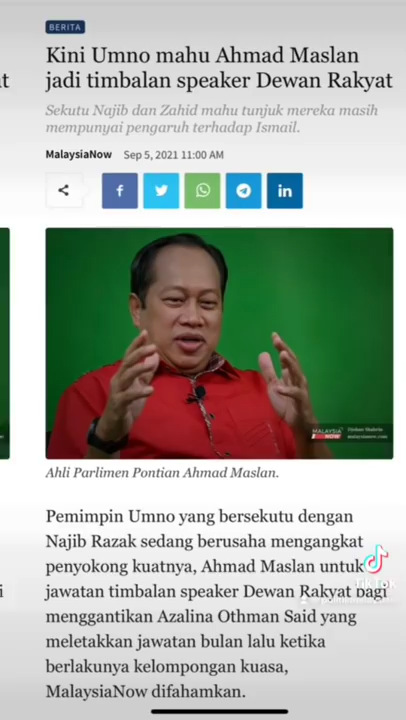 BERITA
Kini Umno mahu Ahmad Maslan
jadi timbalan speaker Dewan Rakyat
Sekutu Najib dan Zahid mahu tunjuk mereka masih
mempunyai pengaruh terhadap Ismail.
MalaysiaNow Sep 5, 2021 11:00 AM
MALAYSIA
NOW
malaysianow.com
Ahli Parlimen Pontian Ahmad Maslan.
Pemimpin Umno yang bersekutu dengan
Najib Razak sedang berusaha mengangkat
penyokong kuatnya, Ahmad Maslan untuk
jawatan timbalan speaker Dewan Rakyat bagi
menggantikan Azalina Othman Said yang
meletakkan jawatan bulan lalu ketika
berlakunya kelompongan kuasa,
MalaysiaNow difahamkan.
TikTok